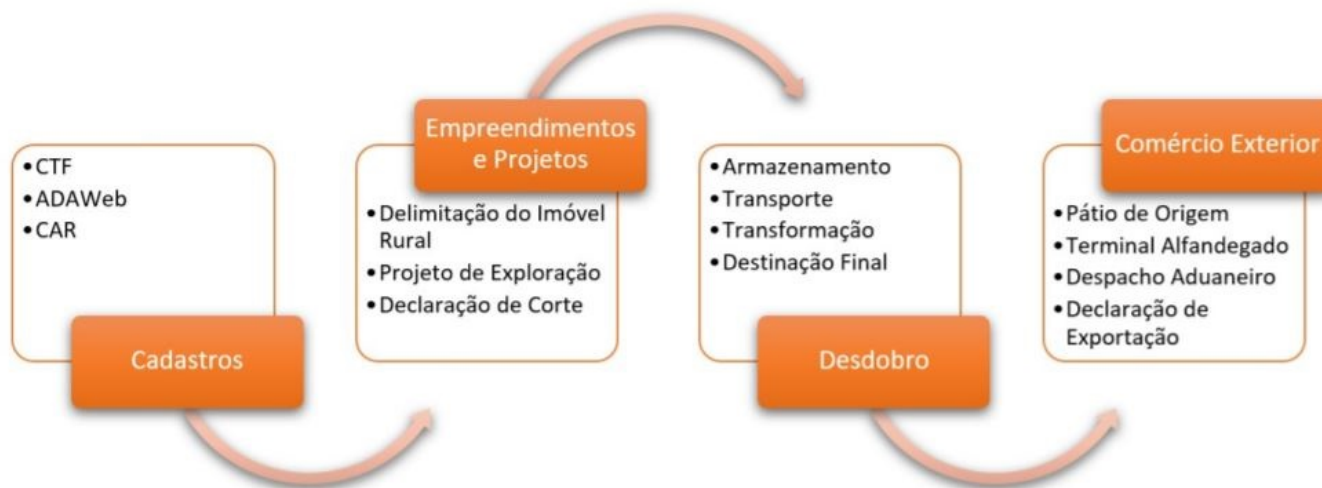 • CTF
• ADAWeb
• CAR
Cadastros
Empreendimentos
e Projetos
• Delimitação do Imóvel
Rural
• Projeto de Exploração
• Declaração de Corte
• Armazenamento
• Transporte
• Transformação
• Destinação Final
Desdobro
Comércio Exterior
• Pátio de Origem
• Terminal Alfandegado
• Despacho Aduaneiro
• Declaração de
Exportação